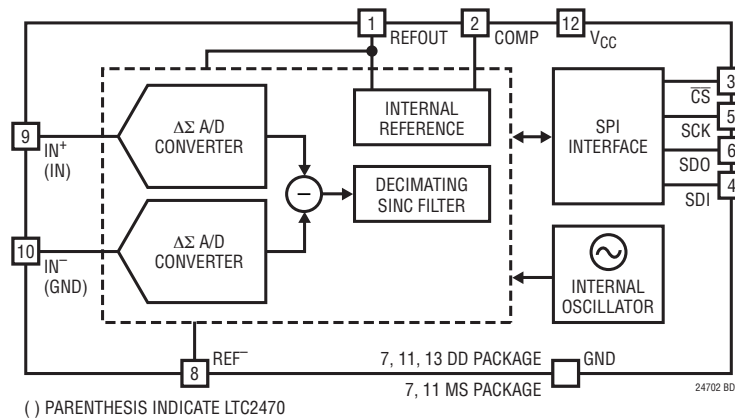 1
REFOUT
2
COMP
12
VCC
9
IN+
(IN)
ΔΣ A/D
CONVERTER
INTERNAL
REFERENCE
SPI
INTERFACE
3
C̅S̅
5
SCK
6
SDO
4
SDI
−
DECIMATING
SINC FILTER
10
IN−
(GND)
ΔΣ A/D
CONVERTER
INTERNAL
OSCILLATOR
8
REF−
7, 11, 13 DD PACKAGE
7, 11 MS PACKAGE
GND
24702 BD
( ) PARENTHESIS INDICATE LTC2470